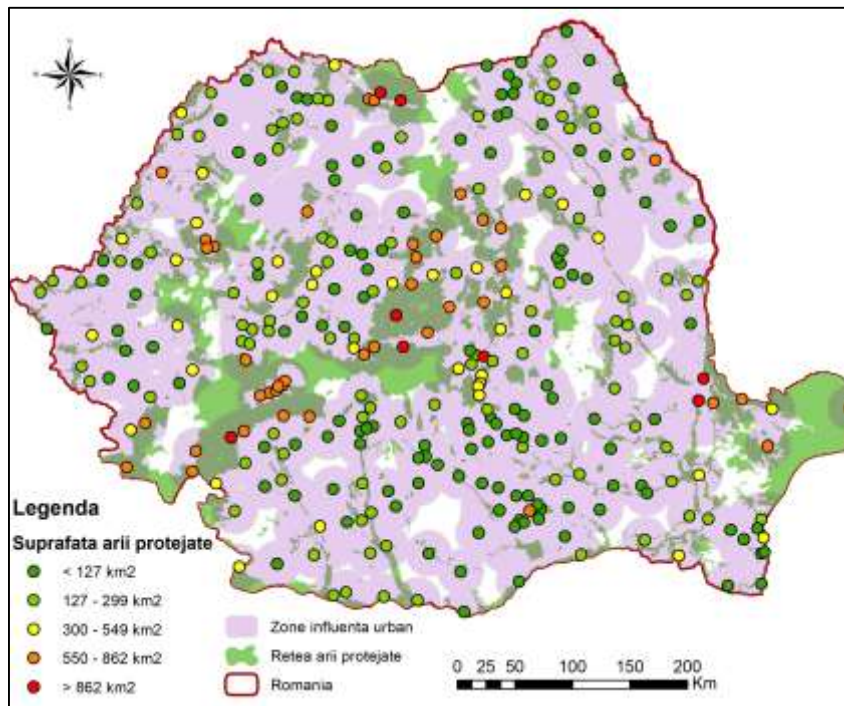 Legenda
Suprafata arii protejate
< 127 km2
127 - 299 km2
300 - 549 km2
550 - 862 km2
> 862 km2
Zone influenta urban
Retea arii protejate
Romania
0 25 50 100 150 200
Km